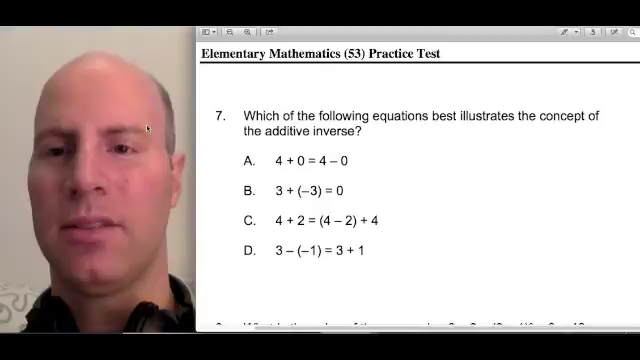 Elementary Mathematics (53) Practice Test
7. Which of the following equations best illustrates the concept of
the additive inverse?
A. 4 + 0 = 4 – 0
B. 3 + (–3) = 0
C. 4 + 2 = (4 – 2) + 4
D. 3 – (–1) = 3 + 1